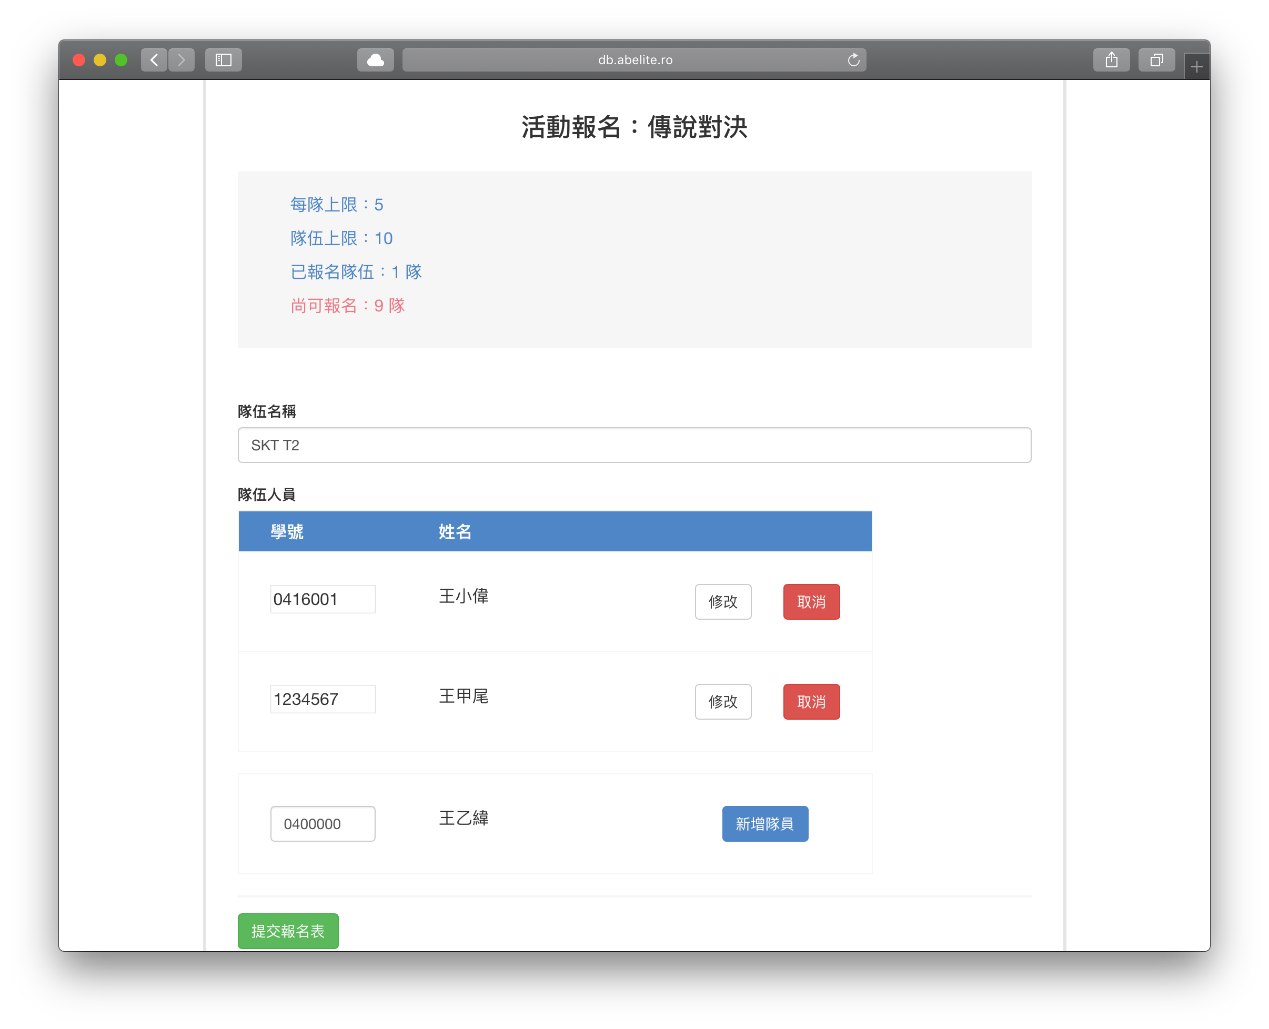 db.abelite.ro
活動報名：傳說對決
每隊上限：5
隊伍上限：10
已報名隊伍：1 隊
尚可報名：9 隊
隊伍名稱
SKT T2
隊伍人員
學號 姓名
0416001 王小偉 修改 取消
1234567 王甲尾 修改 取消
0400000 王乙緯 新增隊員
提交報名表